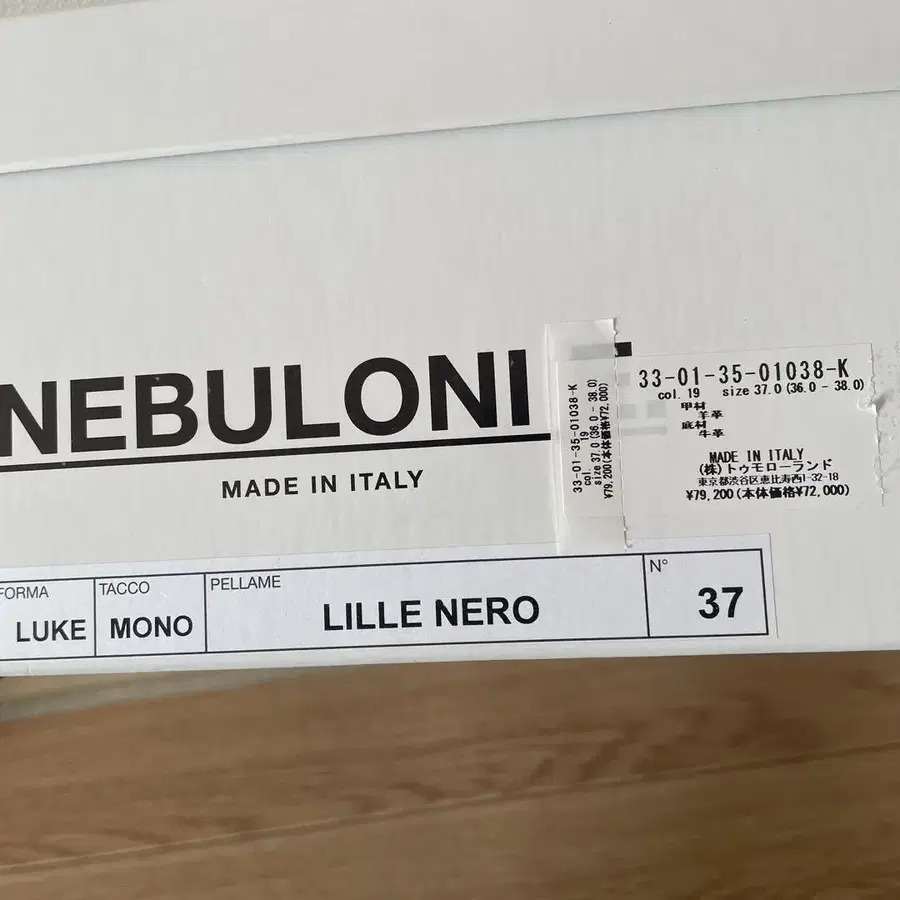 NEBULONI
MADE IN ITALY
33-01-35-01038-K
col. 19
size 37.0 (36.0 - 38.0)
¥79,200(本体価格¥72,000)
33-01-35-01038-K
col. 19 size 37.0 (36.0 - 38.0)
甲材
羊革
底材
牛革
MADE IN ITALY
(株)トゥモローランド
東京都渋谷区恵比寿西1-32-18
¥79,200(本体価格¥72,000)
FORMA TACCO PELLAME N°
LUKE MONO LILLE NERO 37